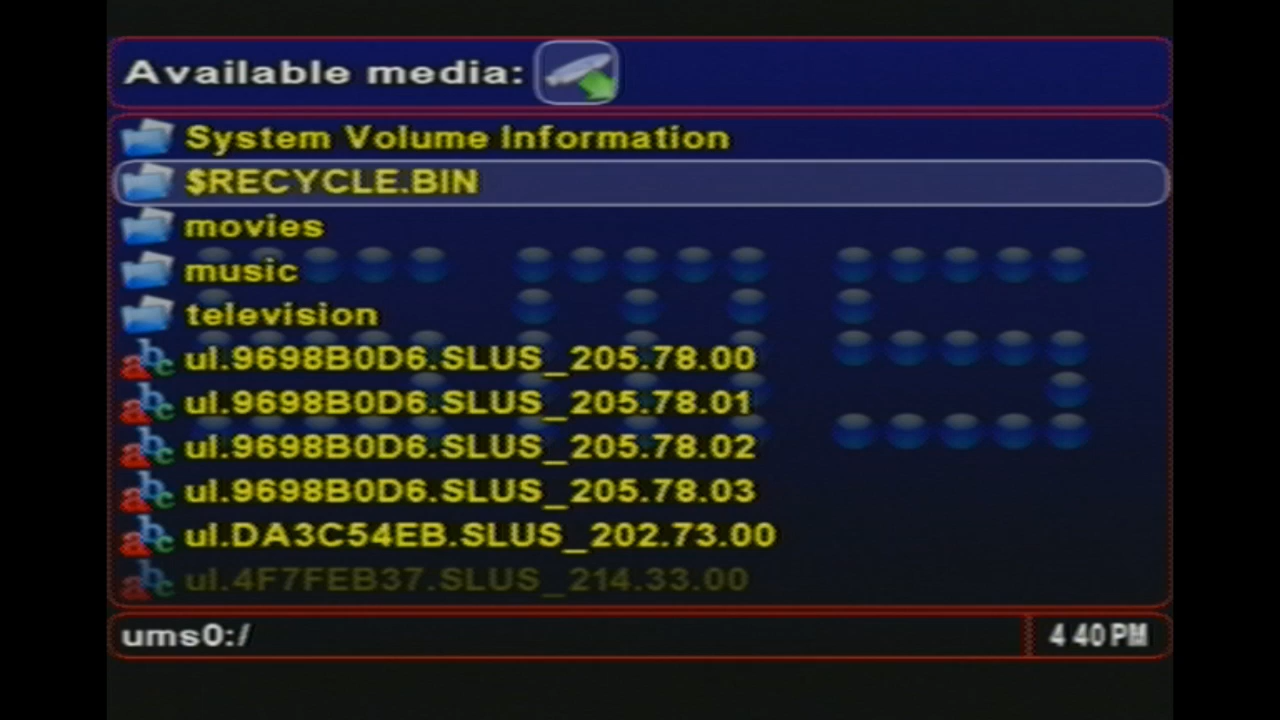 Available media:
System Volume Information
$RECYCLE.BIN
movies
music
television
ul.9698B0D6.SLUS_205.78.00
ul.9698B0D6.SLUS_205.78.01
ul.9698B0D6.SLUS_205.78.02
ul.9698B0D6.SLUS_205.78.03
ul.DA3C54EB.SLUS_202.73.00
ul.4F7FEB37.SLUS_214.33.00
ums0:/
4 40 PM